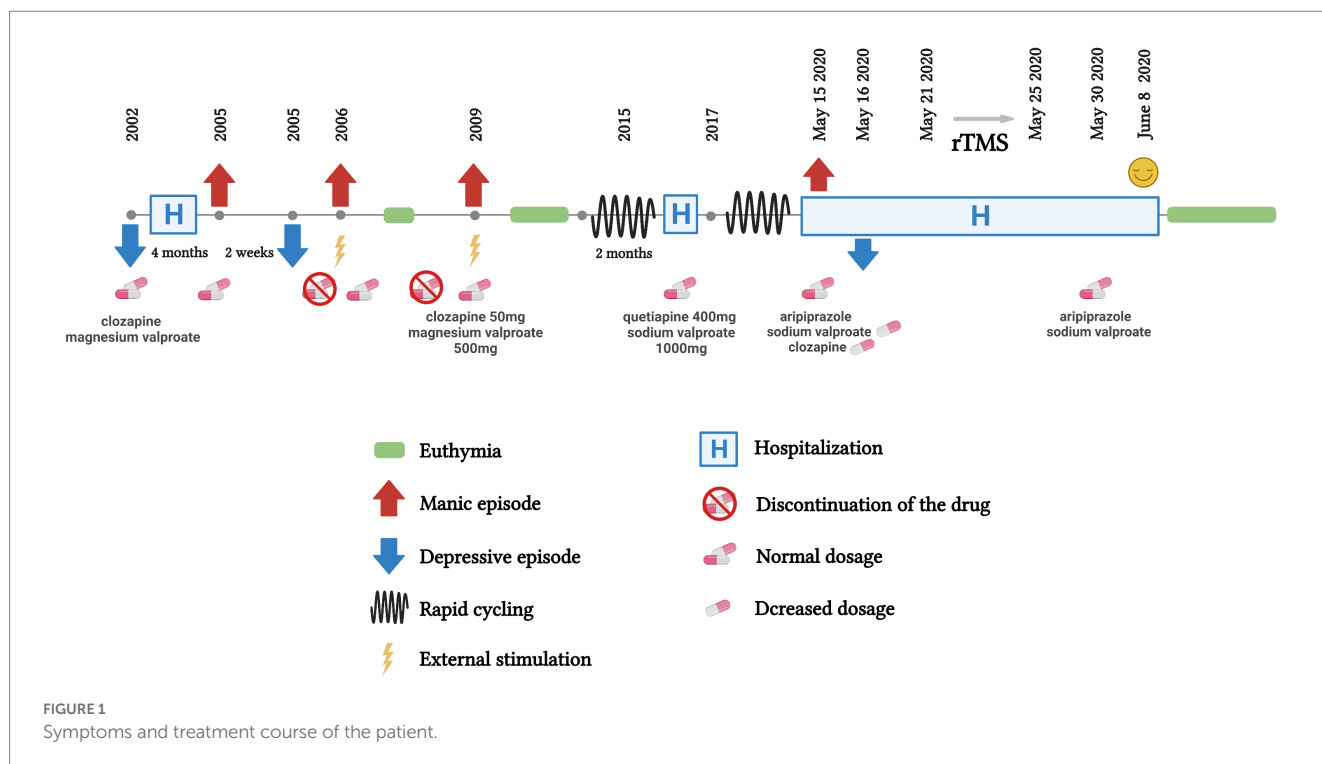 2002
2005
2005
2006
2009
2015
2017
May 15 2020
May 16 2020
May 21 2020
rTMS
May 25 2020
May 30 2020
June 8 2020
H
H
H
4 months
2 weeks
2 months
clozapine
magnesium valproate
clozapine 50mg
magnesium valproate
500mg
quetiapine 400mg
sodium valproate
1000mg
aripiprazole
sodium valproate
clozapine
aripiprazole
sodium valproate
Euthymia
Manic episode
Depressive episode
Rapid cycling
External stimulation
H
Hospitalization
Discontinuation of the drug
Normal dosage
Dcreased dosage
FIGURE 1
Symptoms and treatment course of the patient.